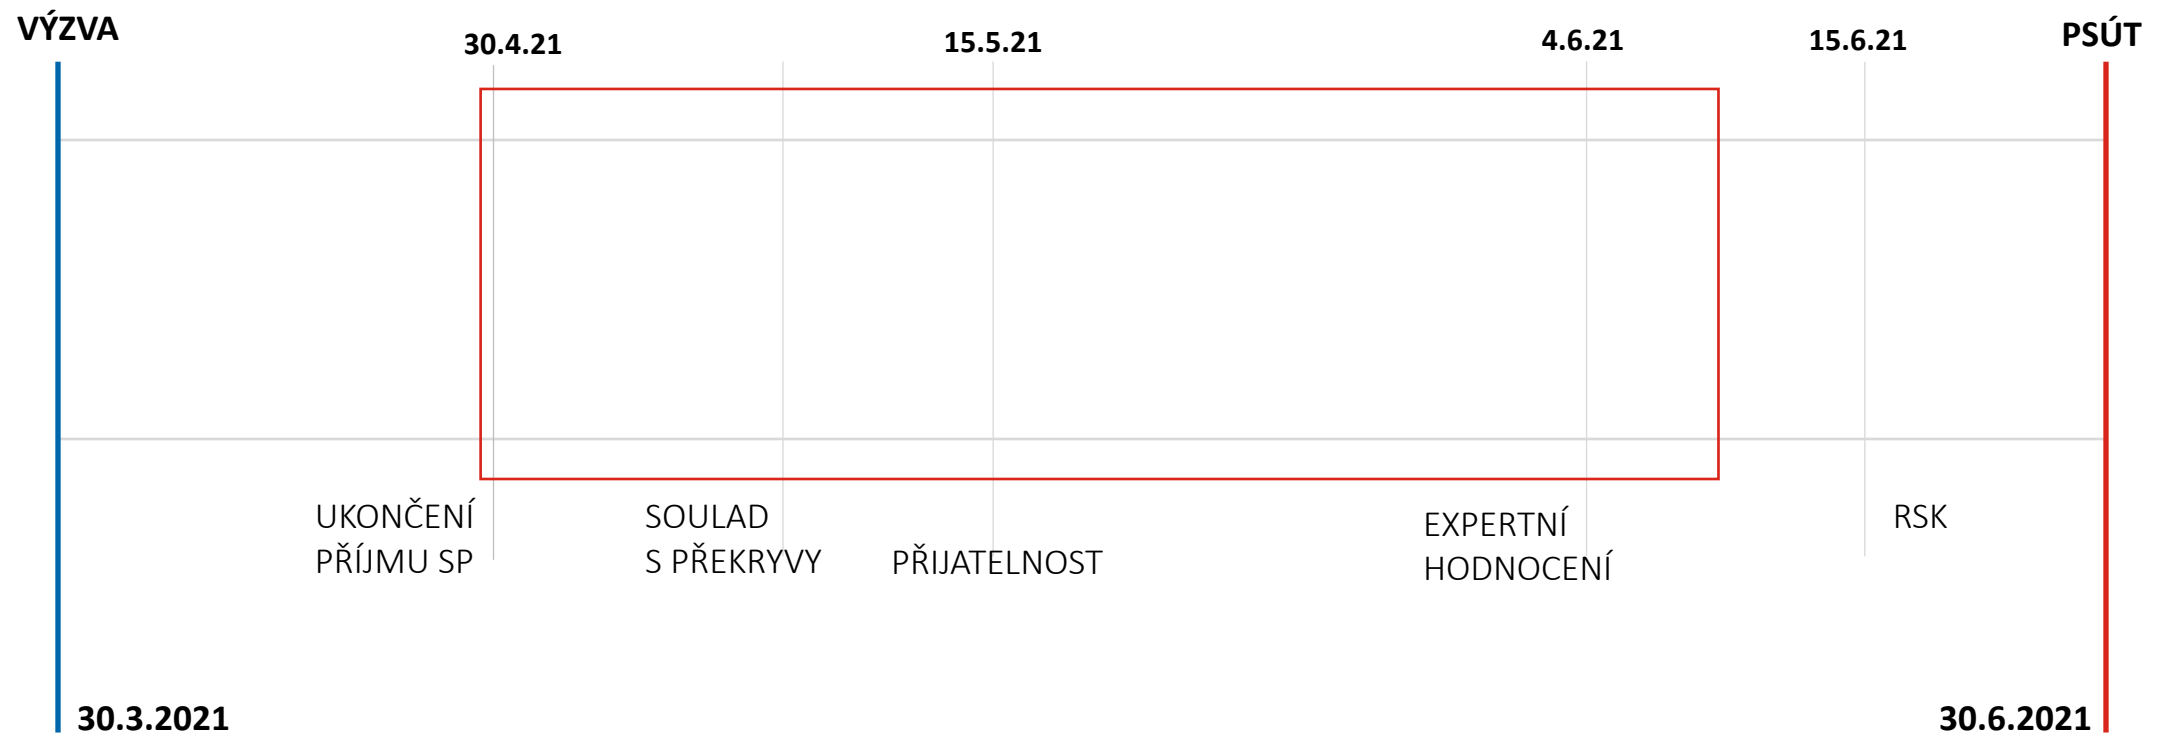 VÝZVA
30.4.21
15.5.21
4.6.21
15.6.21
PSÚT
UKONČENÍ
PŘÍJMU SP
SOULAD
S PŘEKRYVY
PŘIJATELNOST
EXPERTNÍ
HODNOCENÍ
RSK
30.3.2021
30.6.2021